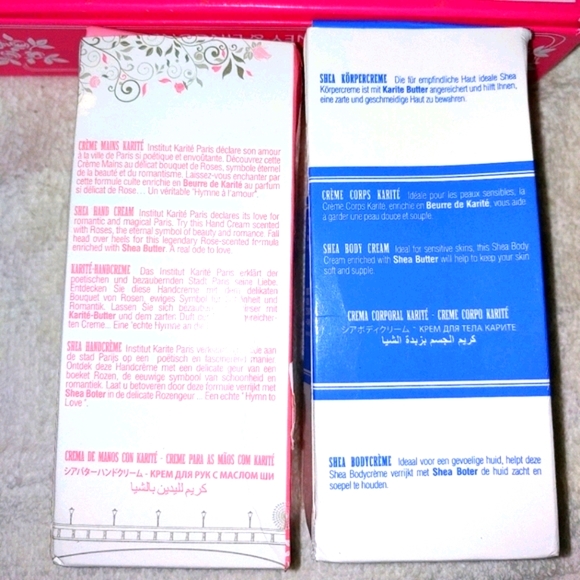 CRÈME MAINS KARITÉ Institut Karité Paris déclare son amour
à la ville de Paris si poétique et envoûtante. Découvrez cette
Crème Mains au délicat bouquet de Roses, symbole éternel
de la beauté et du romantisme. Laissez-vous enchanter par
cette formule culte enrichie en Beurre de Karité au parfum
si délicat de Rose... Un véritable "Hymne à l'amour".
SHEA HAND CREAM Institut Karité Paris declares its love for
romantic and magical Paris. Try this Hand Cream scented
with Roses, the eternal symbol of beauty and romance. Fall
head over heels for this legendary Rose-scented formula
enriched with Shea Butter. A real ode to love.
KARITÉ-HANDCREME Das Institut Karité Paris erklärt der
poetischen und bezaubernden Stadt Paris seine Liebe.
Entdecken Sie diese Handcreme mit dem delikaten
Bouquet von Rosen, ewiges Symbol
Romantik. Lassen Sie sich mit
Karité-Butter und dem zarten
ten Creme... Eine "echte Hymne an
SHEA HANDCRÈME Institut Karité Paris aan
de stad Parijs op een poëtisch en manier.
Ontdek deze Handcrème met een delicate geur van een
boeket Rozen, de eeuwige symbool van schoonheid en
romantiek. Laat u betoveren door deze formule verrijkt met
Shea Boter in de delicate Rozengeur... Een echte "Hymn to
Love".
CREMA DE MANOS CON KARITÉ - CREME PARA AS MÃOS COM KARITÉ
シアバターハンドクリーム - КРЕМ ДЛЯ РУК С МАСЛОМ ШИ
كريم لليدين بالشيا
SHEA KÖRPERCREME Die für empfindliche Haut ideale Shea
Körpercreme ist mit Karite Butter angereichert und hilft Ihnen,
eine zarte und geschmeidige Haut zu bewahren.
CRÈME CORPS KARITÉ Idéale pour les peaux sensibles, la
Crème Corps Karité, enrichie en Beurre de Karité, vous aide
à garder une peau douce et souple.
SHEA BODY CREAM Ideal for sensitive skins, this Shea Body
Cream enriched with Shea Butter will help to keep your skin
soft and supple.
CREMA CORPORAL KARITÉ - CREME CORPO KARITÉ
シアボディクリーム - КРЕМ ДЛЯ ТЕЛА КАРИТЕ
كريم الجسم بزبدة الشيا
SHEA BODYCRÈME Ideaal voor een gevoelige huid, helpt deze
Shea Bodycrème verrijkt met Shea Boter de huid zacht en
soepel te houden.